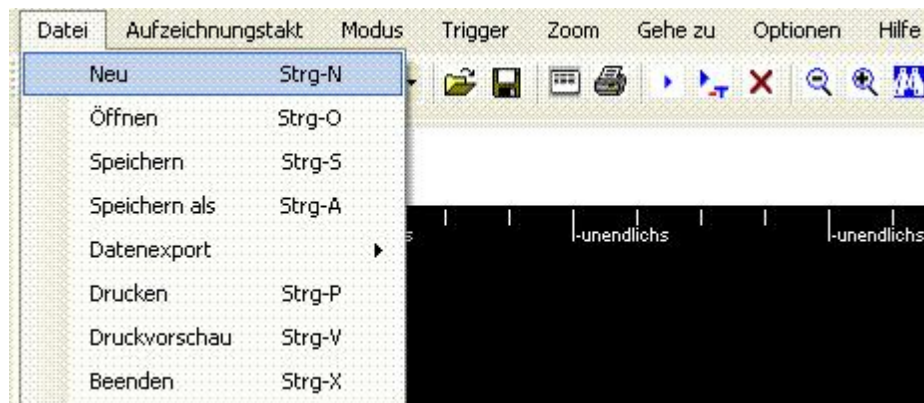 Datei Aufzeichnungstakt Modus Trigger Zoom Gehe zu Optionen Hilfe
Neu Strg-N
Öffnen Strg-O
Speichern Strg-S
Speichern als Strg-A
-unendlichs -unendlichs
Datenexport
Drucken Strg-P
Druckvorschau Strg-V
Beenden Strg-X